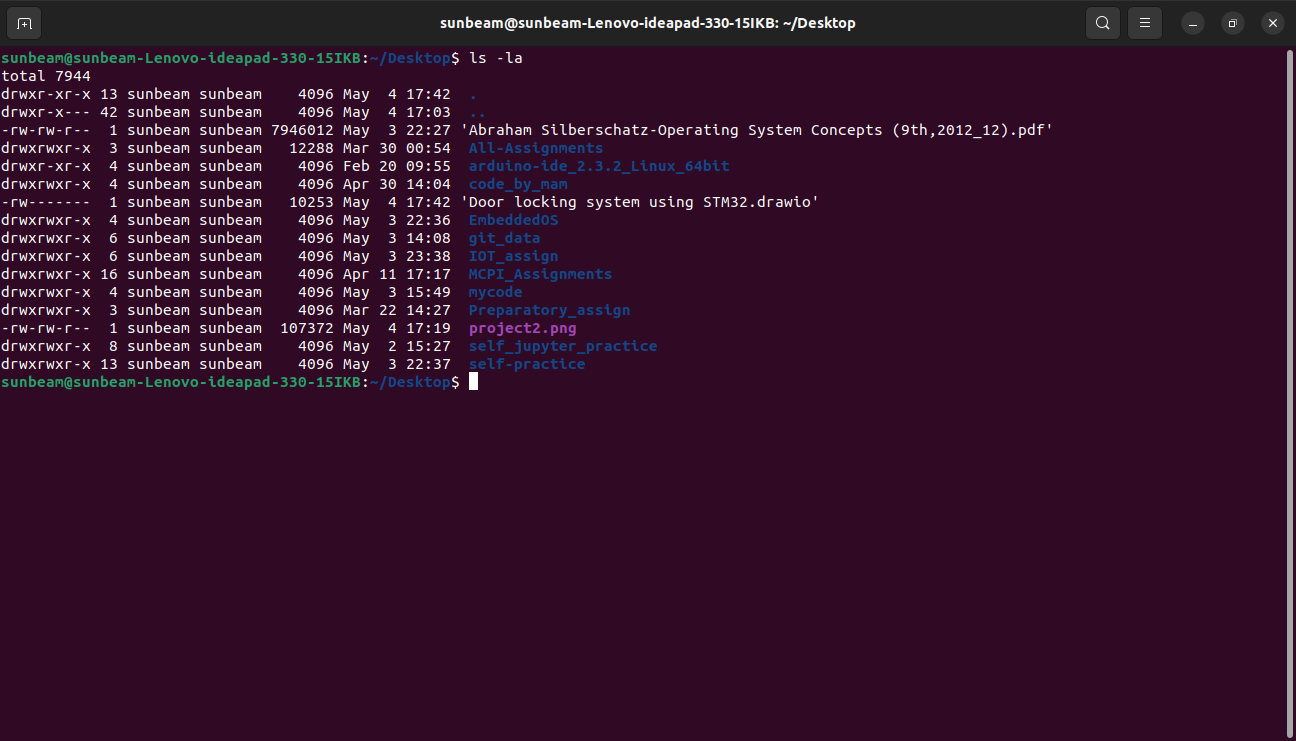 sunbeam@sunbeam-Lenovo-ideapad-330-15IKB: ~/Desktop
sunbeam@sunbeam-Lenovo-ideapad-330-15IKB:~/Desktop$ ls -la
total 7944
drwxr-xr-x 13 sunbeam sunbeam    4096 May  4 17:42  .
drwxr-x--- 42 sunbeam sunbeam    4096 May  4 17:03  ..
-rw-rw-r--  1 sunbeam sunbeam 7946012 May  3 22:27 'Abraham Silberschatz-Operating System Concepts (9th,2012_12).pdf'
drwxrwxr-x  3 sunbeam sunbeam   12288 Mar 30 00:54  All-Assignments
drwxr-xr-x  4 sunbeam sunbeam    4096 Feb 20 09:55  arduino-ide_2.3.2_Linux_64bit
drwxrwxr-x  4 sunbeam sunbeam    4096 Apr 30 14:04  code_by_mam
-rw-------  1 sunbeam sunbeam   10253 May  4 17:42 'Door locking system using STM32.drawio'
drwxrwxr-x  4 sunbeam sunbeam    4096 May  3 22:36  EmbeddedOS
drwxrwxr-x  6 sunbeam sunbeam    4096 May  3 14:08  git_data
drwxrwxr-x  6 sunbeam sunbeam    4096 May  3 23:38  IOT_assign
drwxrwxr-x 16 sunbeam sunbeam    4096 Apr 11 17:17  MCPI_Assignments
drwxrwxr-x  4 sunbeam sunbeam    4096 May  3 15:49  mycode
drwxrwxr-x  3 sunbeam sunbeam    4096 Mar 22 14:27  Preparatory_assign
-rw-rw-r--  1 sunbeam sunbeam  107372 May  4 17:19  project2.png
drwxrwxr-x  8 sunbeam sunbeam    4096 May  2 15:27  self_jupyter_practice
drwxrwxr-x 13 sunbeam sunbeam    4096 May  3 22:37  self-practice
sunbeam@sunbeam-Lenovo-ideapad-330-15IKB:~/Desktop$